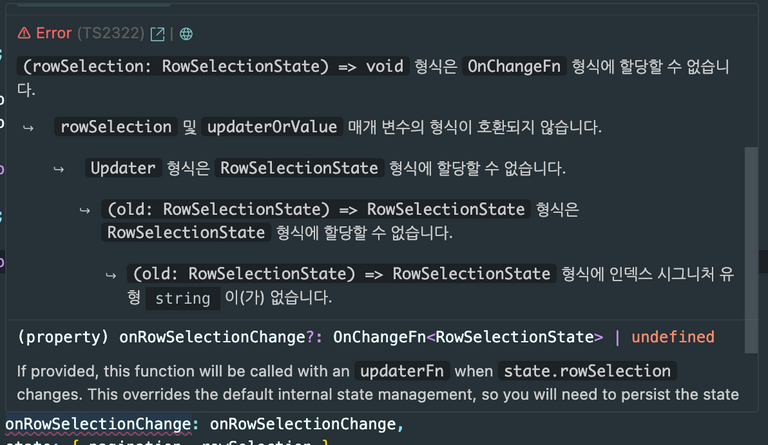 Error (TS2322) |
(rowSelection: RowSelectionState) => void 형식은 OnChangeFn 형식에 할당할 수 없습니
다.
rowSelection 및 updaterOrValue 매개 변수의 형식이 호환되지 않습니다.
Updater 형식은 RowSelectionState 형식에 할당할 수 없습니다.
(old: RowSelectionState) => RowSelectionState 형식은
RowSelectionState 형식에 할당할 수 없습니다.
(old: RowSelectionState) => RowSelectionState 형식에 인덱스 시그니처 유
형 string 이(가) 없습니다.
(property) onRowSelectionChange?: OnChangeFn<RowSelectionState> | undefined
If provided, this function will be called with an updaterFn when state.rowSelection
changes. This overrides the default internal state management, so you will need to persist the state
onRowSelectionChange: onRowSelectionChange,
state: { pagination, rowSelection }